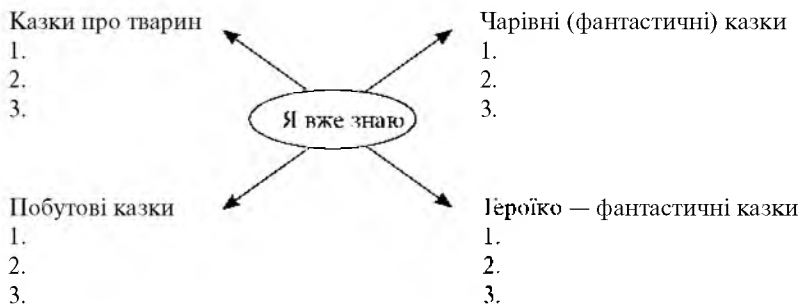 Казки про тварин
1.
2.
3.
Чарівні (фантастичні) казки
1.
2.
3.
Я вже знаю
Побутові казки
1.
2.
3.
Героїко — фантастичні казки
1.
2.
3.